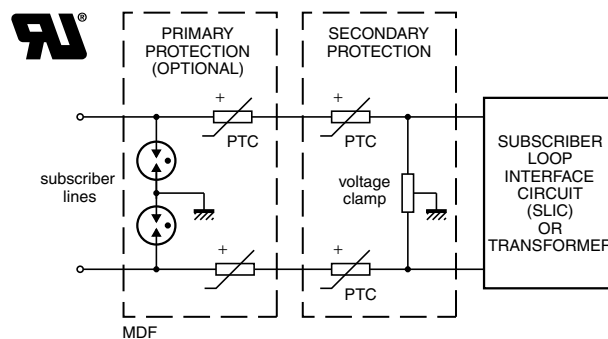 ®
PRIMARY
PROTECTION
(OPTIONAL)
SECONDARY
PROTECTION
+
PTC
+
PTC
subscriber
lines
voltage
clamp
SUBSCRIBER
LOOP
INTERFACE
CIRCUIT
(SLIC)
OR
TRANSFORMER
+
+
PTC
MDF